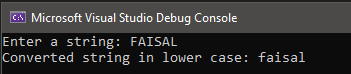 Microsoft Visual Studio Debug Console
Enter a string: FAISAL
Converted string in lower case: faisal